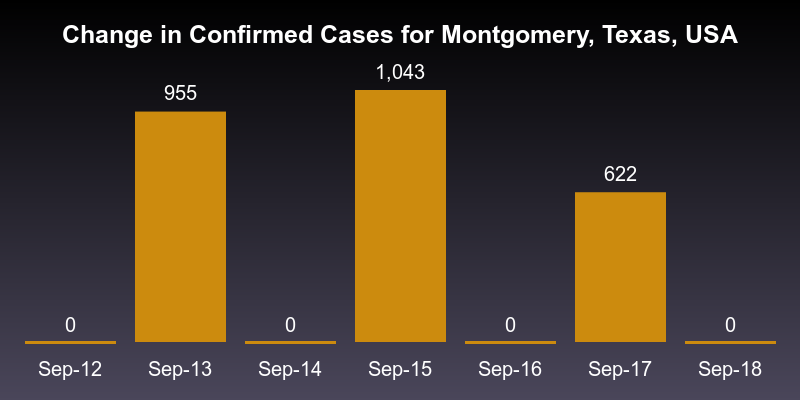 Change in Confirmed Cases for Montgomery, Texas, USA
1,043
955
622
0 0 0 0
Sep-12 Sep-13 Sep-14 Sep-15 Sep-16 Sep-17 Sep-18